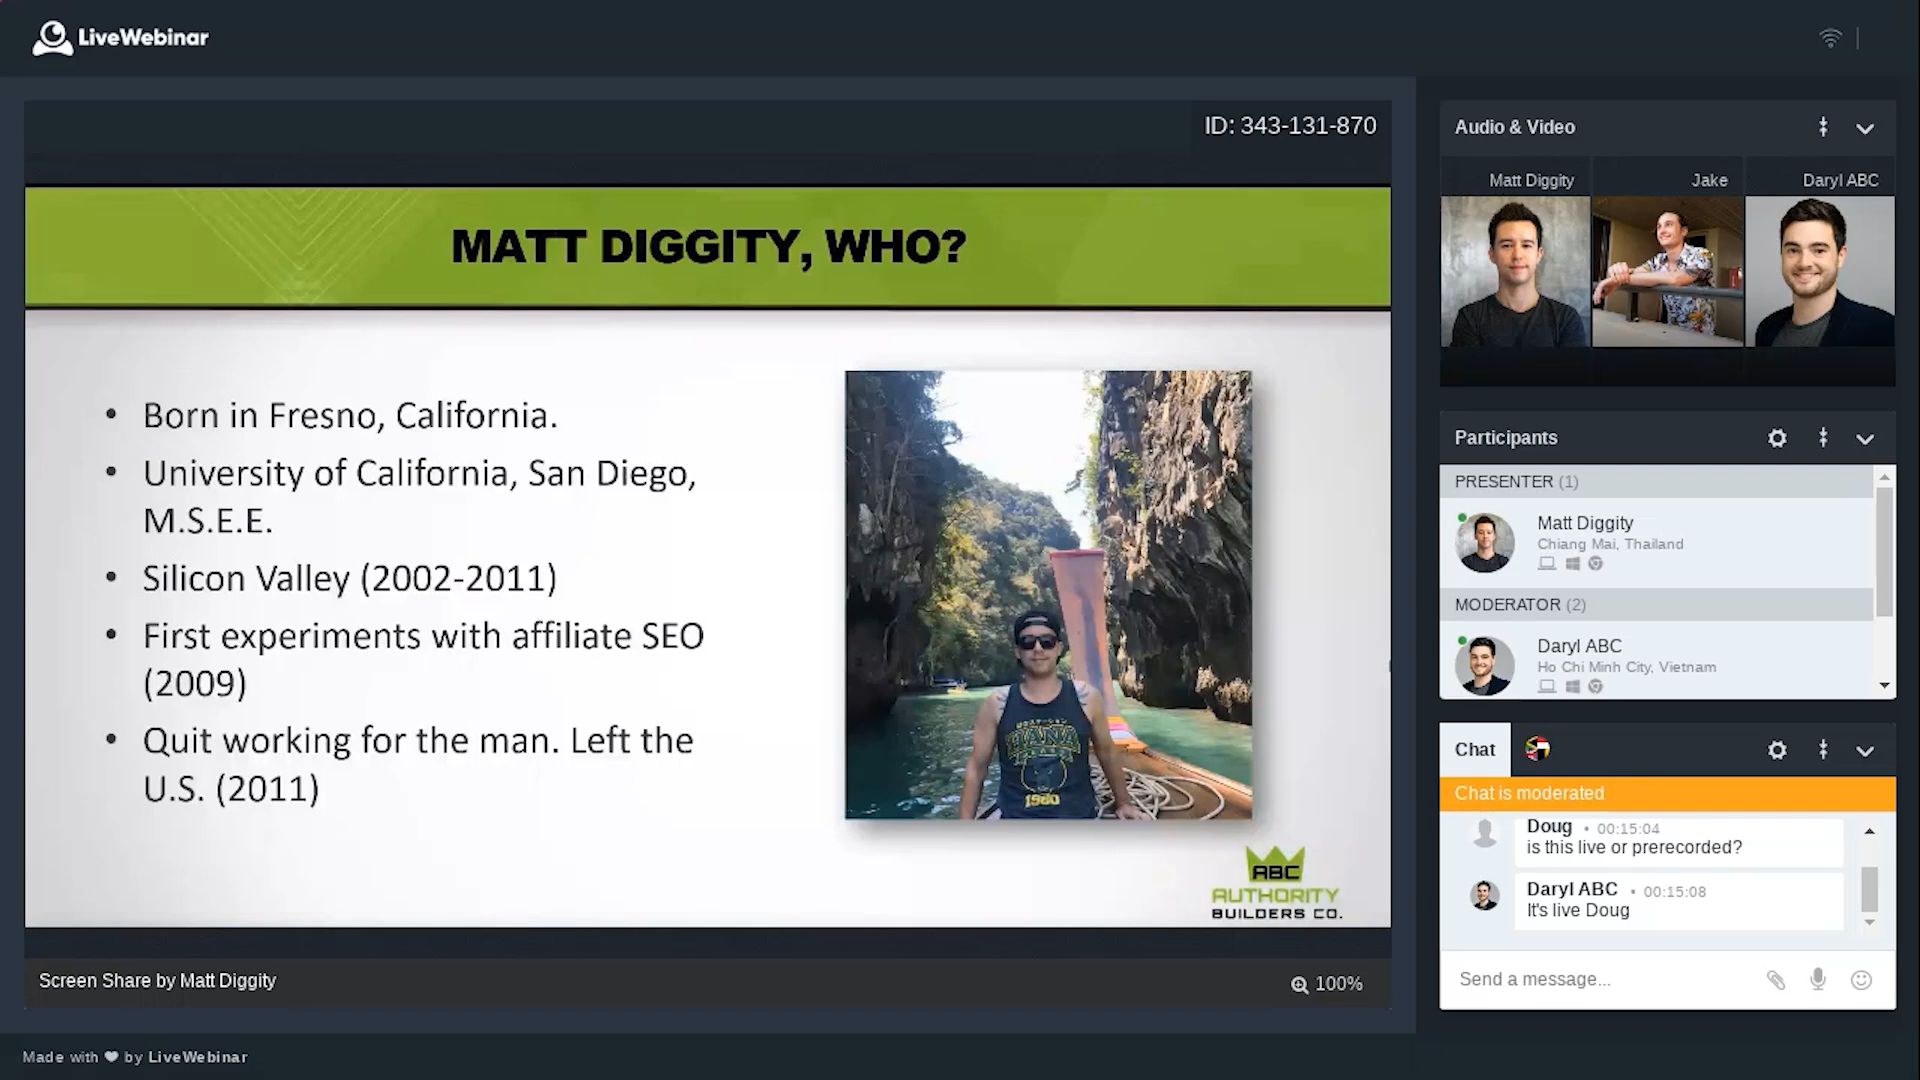 LiveWebinar
ID: 343-131-870
MATT DIGGITY, WHO?
• Born in Fresno, California.
• University of California, San Diego,
M.S.E.E.
• Silicon Valley (2002-2011)
• First experiments with affiliate SEO
(2009)
• Quit working for the man. Left the
U.S. (2011)
HANA
1980
ABC
AUTHORITY
BUILDERS CO.
Screen Share by Matt Diggity
100%
Audio & Video
Matt Diggity
Jake
Daryl ABC
Participants
PRESENTER (1)
Matt Diggity
Chiang Mai, Thailand
MODERATOR (2)
Daryl ABC
Ho Chi Minh City, Vietnam
Chat
Chat is moderated
Doug • 00:15:04
is this live or prerecorded?
Daryl ABC • 00:15:08
It's live Doug
Send a message...
Made with ❤ by LiveWebinar